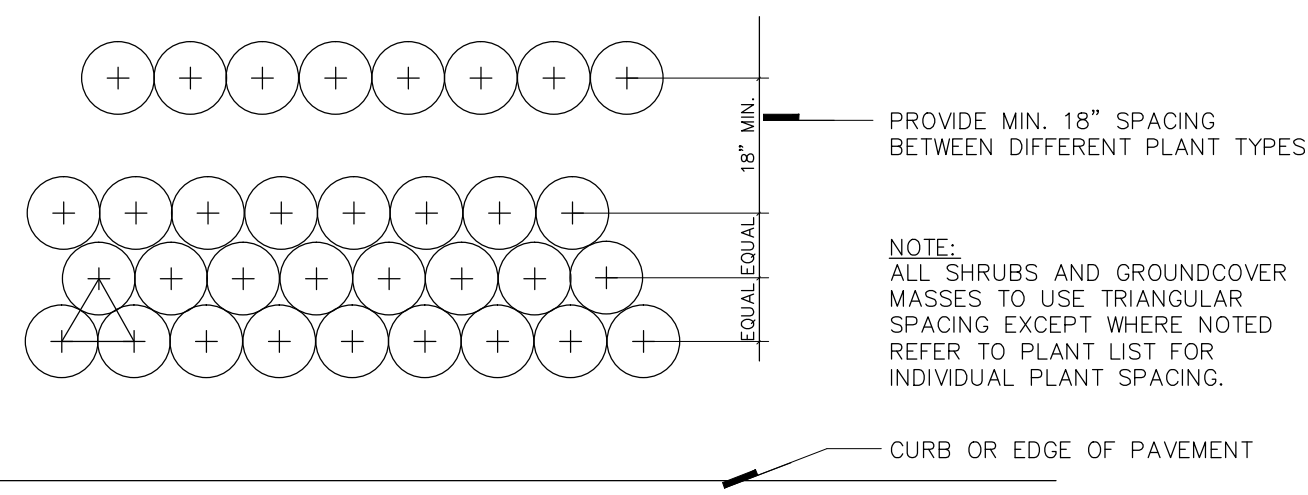 18" MIN.
EQUAL
EQUAL
PROVIDE MIN. 18" SPACING
BETWEEN DIFFERENT PLANT TYPES
NOTE:
ALL SHRUBS AND GROUNDCOVER
MASSES TO USE TRIANGULAR
SPACING EXCEPT WHERE NOTED
REFER TO PLANT LIST FOR
INDIVIDUAL PLANT SPACING.
CURB OR EDGE OF PAVEMENT